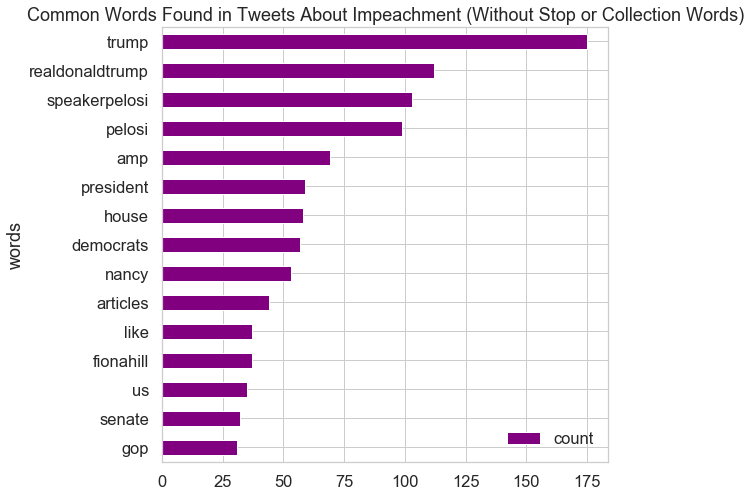 Common Words Found in Tweets About Impeachment (Without Stop or Collection Words)
trump
realdonaldtrump
speakerpelosi
pelosi
amp
president
house
democrats
nancy
articles
like
fionahill
us
senate
gop
words
count
0 25 50 75 100 125 150 175